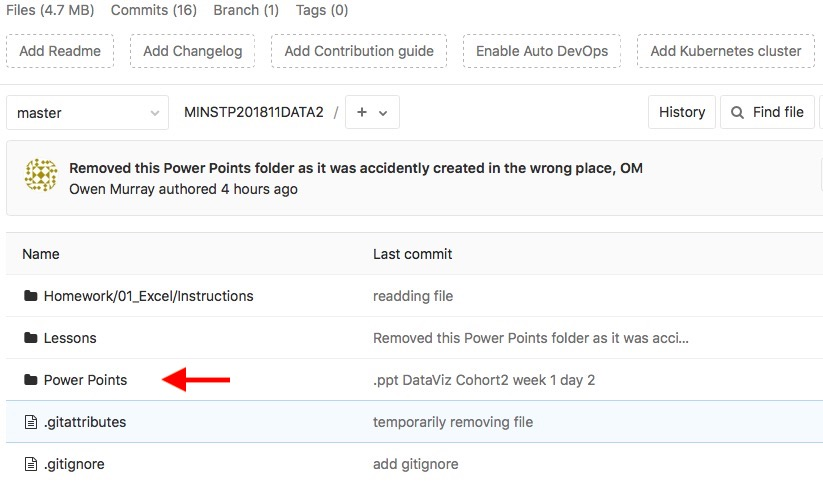 Files (4.7 MB) Commits (16) Branch (1) Tags (0)
Add Readme Add Changelog Add Contribution guide Enable Auto DevOps Add Kubernetes cluster
master MINSTP201811DATA2 / + History Find file
Removed this Power Points folder as it was accidently created in the wrong place, OM
Owen Murray authored 4 hours ago
Name Last commit
Homework/01_Excel/Instructions readding file
Lessons Removed this Power Points folder as it was acci...
Power Points .ppt DataViz Cohort2 week 1 day 2
.gitattributes temporarily removing file
.gitignore add gitignore